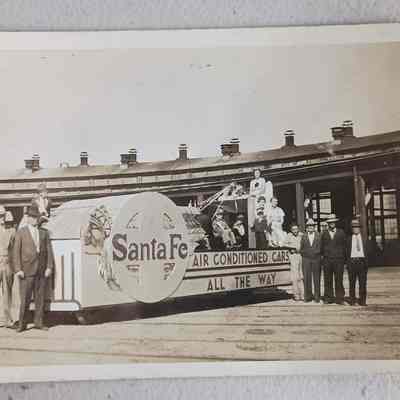 Santa Fe
AIR CONDITIONED CARS
ALL THE WAY